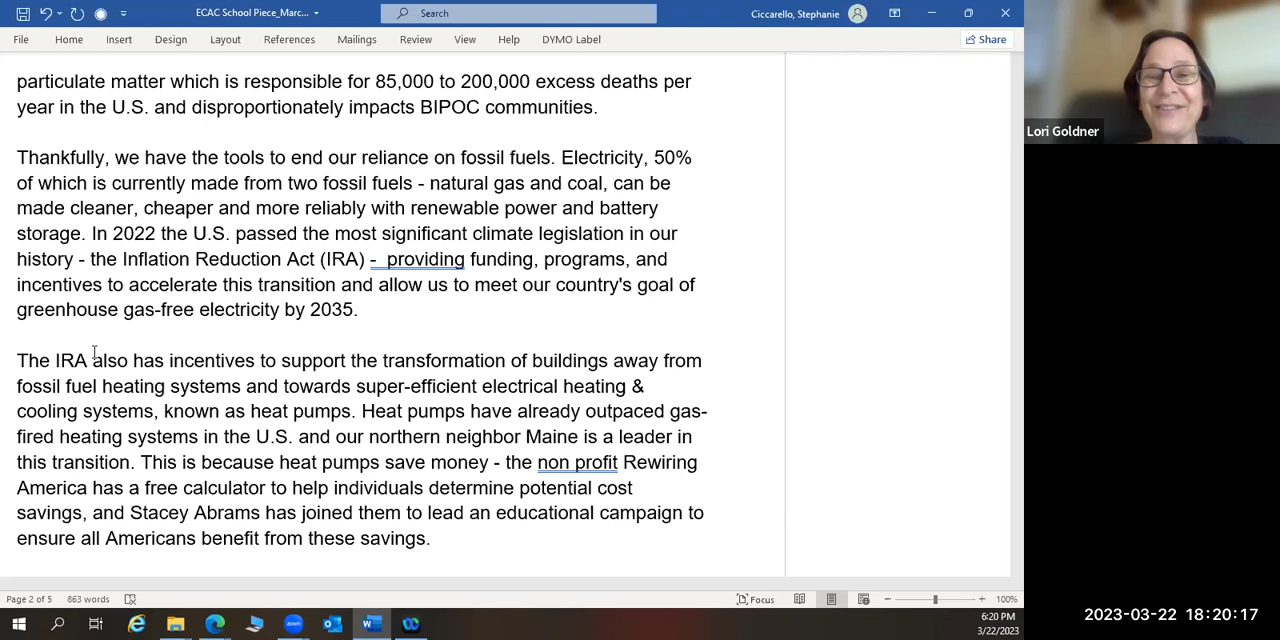 ECAC School Piece_Marc...
Search
Ciccarello, Stephanie
File Home Insert Design Layout References Mailings Review View Help DYMO Label Share
particulate matter which is responsible for 85,000 to 200,000 excess deaths per
year in the U.S. and disproportionately impacts BIPOC communities.
Thankfully, we have the tools to end our reliance on fossil fuels. Electricity, 50%
of which is currently made from two fossil fuels - natural gas and coal, can be
made cleaner, cheaper and more reliably with renewable power and battery
storage. In 2022 the U.S. passed the most significant climate legislation in our
history - the Inflation Reduction Act (IRA) -  providing funding, programs, and
incentives to accelerate this transition and allow us to meet our country's goal of
greenhouse gas-free electricity by 2035.
The IRA also has incentives to support the transformation of buildings away from
fossil fuel heating systems and towards super-efficient electrical heating &
cooling systems, known as heat pumps. Heat pumps have already outpaced gas-
fired heating systems in the U.S. and our northern neighbor Maine is a leader in
this transition. This is because heat pumps save money - the non profit Rewiring
America has a free calculator to help individuals determine potential cost
savings, and Stacey Abrams has joined them to lead an educational campaign to
ensure all Americans benefit from these savings.
Page 2 of 5 863 words Focus 100%
zoom
6:20 PM
3/22/2023
Lori Goldner
2023-03-22 18:20:17